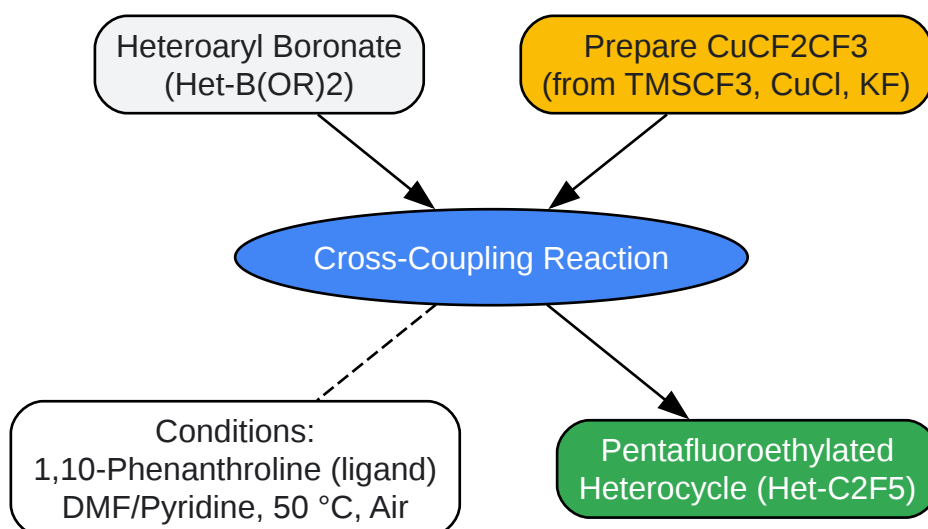 Heteroaryl Boronate
(Het-B(OR)2)
Prepare CuCF2CF3
(from TMSCF3, CuCl, KF)
Cross-Coupling Reaction
Conditions:
1,10-Phenanthroline (ligand)
DMF/Pyridine, 50 °C, Air
Pentafluoroethylated
Heterocycle (Het-C2F5)